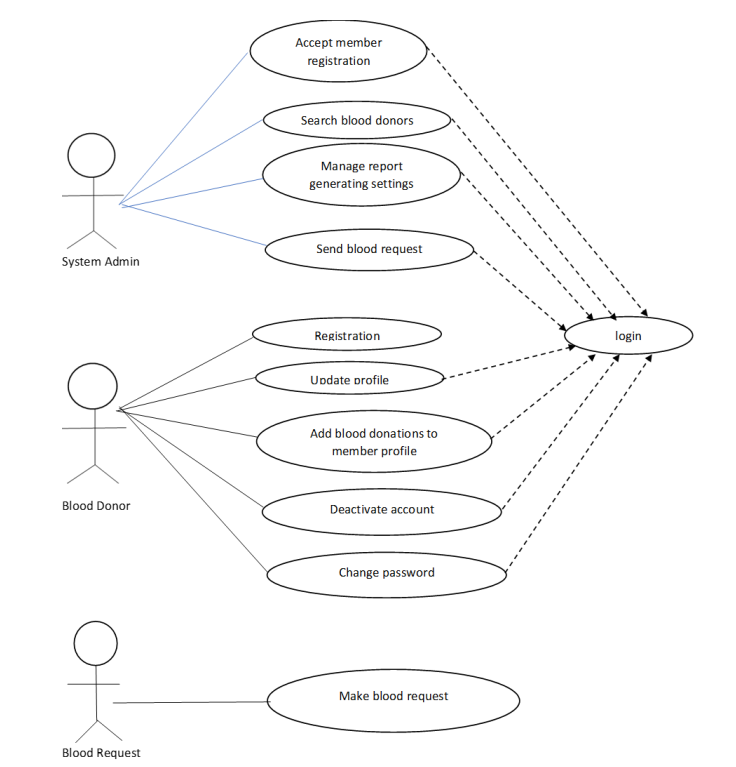 Accept member
registration
Search blood donors
Manage report
generating settings
Send blood request
System Admin
login
Registration
Update profile
Add blood donations to
member profile
Blood Donor
Deactivate account
Change password
Make blood request
Blood Request